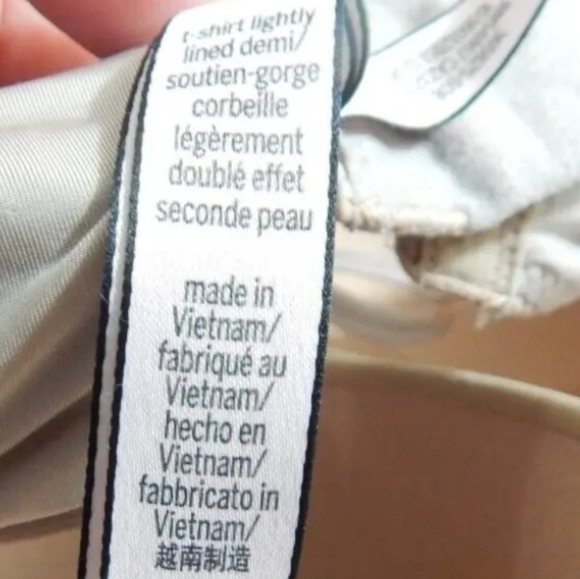 t-shirt lightly
lined demi/
soutien-gorge
corbeille
légèrement
doublé effet
seconde peau
made in
Vietnam/
fabriqué au
Vietnam/
hecho en
Vietnam/
fabbricato in
Vietnam/
越南制造